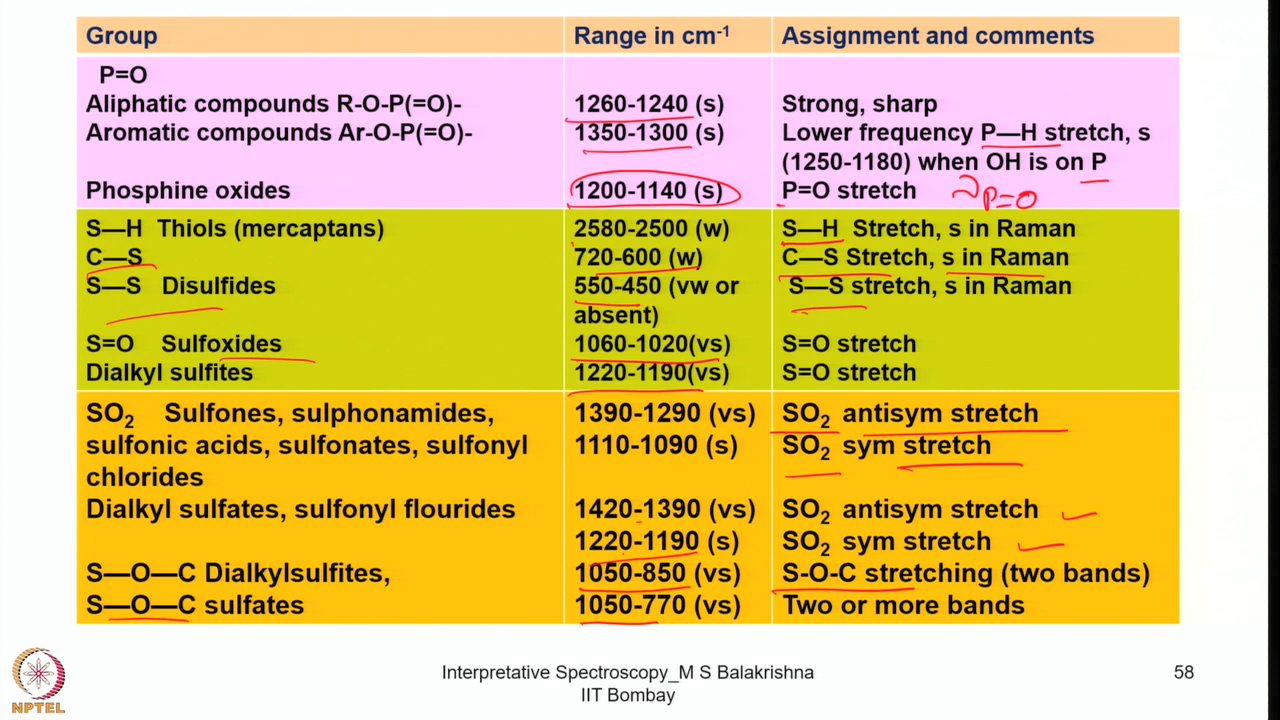 Group Range in cm⁻¹ Assignment and comments
P=O
Aliphatic compounds R-O-P(=O)- 1260-1240 (s) Strong, sharp
Aromatic compounds Ar-O-P(=O)- 1350-1300 (s) Lower frequency P—H stretch, s
(1250-1180) when OH is on P
Phosphine oxides 1200-1140 (s) P=O stretch
P=O
S—H Thiols (mercaptans) 2580-2500 (w) S—H Stretch, s in Raman
C—S 720-600 (w) C—S Stretch, s in Raman
S—S Disulfides 550-450 (vw or S—S stretch, s in Raman
absent)
S=O Sulfoxides 1060-1020(vs) S=O stretch
Dialkyl sulfites 1220-1190(vs) S=O stretch
SO₂ Sulfones, sulphonamides, 1390-1290 (vs) SO₂ antisym stretch
sulfonic acids, sulfonates, sulfonyl 1110-1090 (s) SO₂ sym stretch
chlorides
Dialkyl sulfates, sulfonyl flourides 1420-1390 (vs) SO₂ antisym stretch
1220-1190 (s) SO₂ sym stretch
S—O—C Dialkylsulfites, 1050-850 (vs) S-O-C stretching (two bands)
S—O—C sulfates 1050-770 (vs) Two or more bands
Interpretative Spectroscopy_M S Balakrishna 58
IIT Bombay
NPTEL